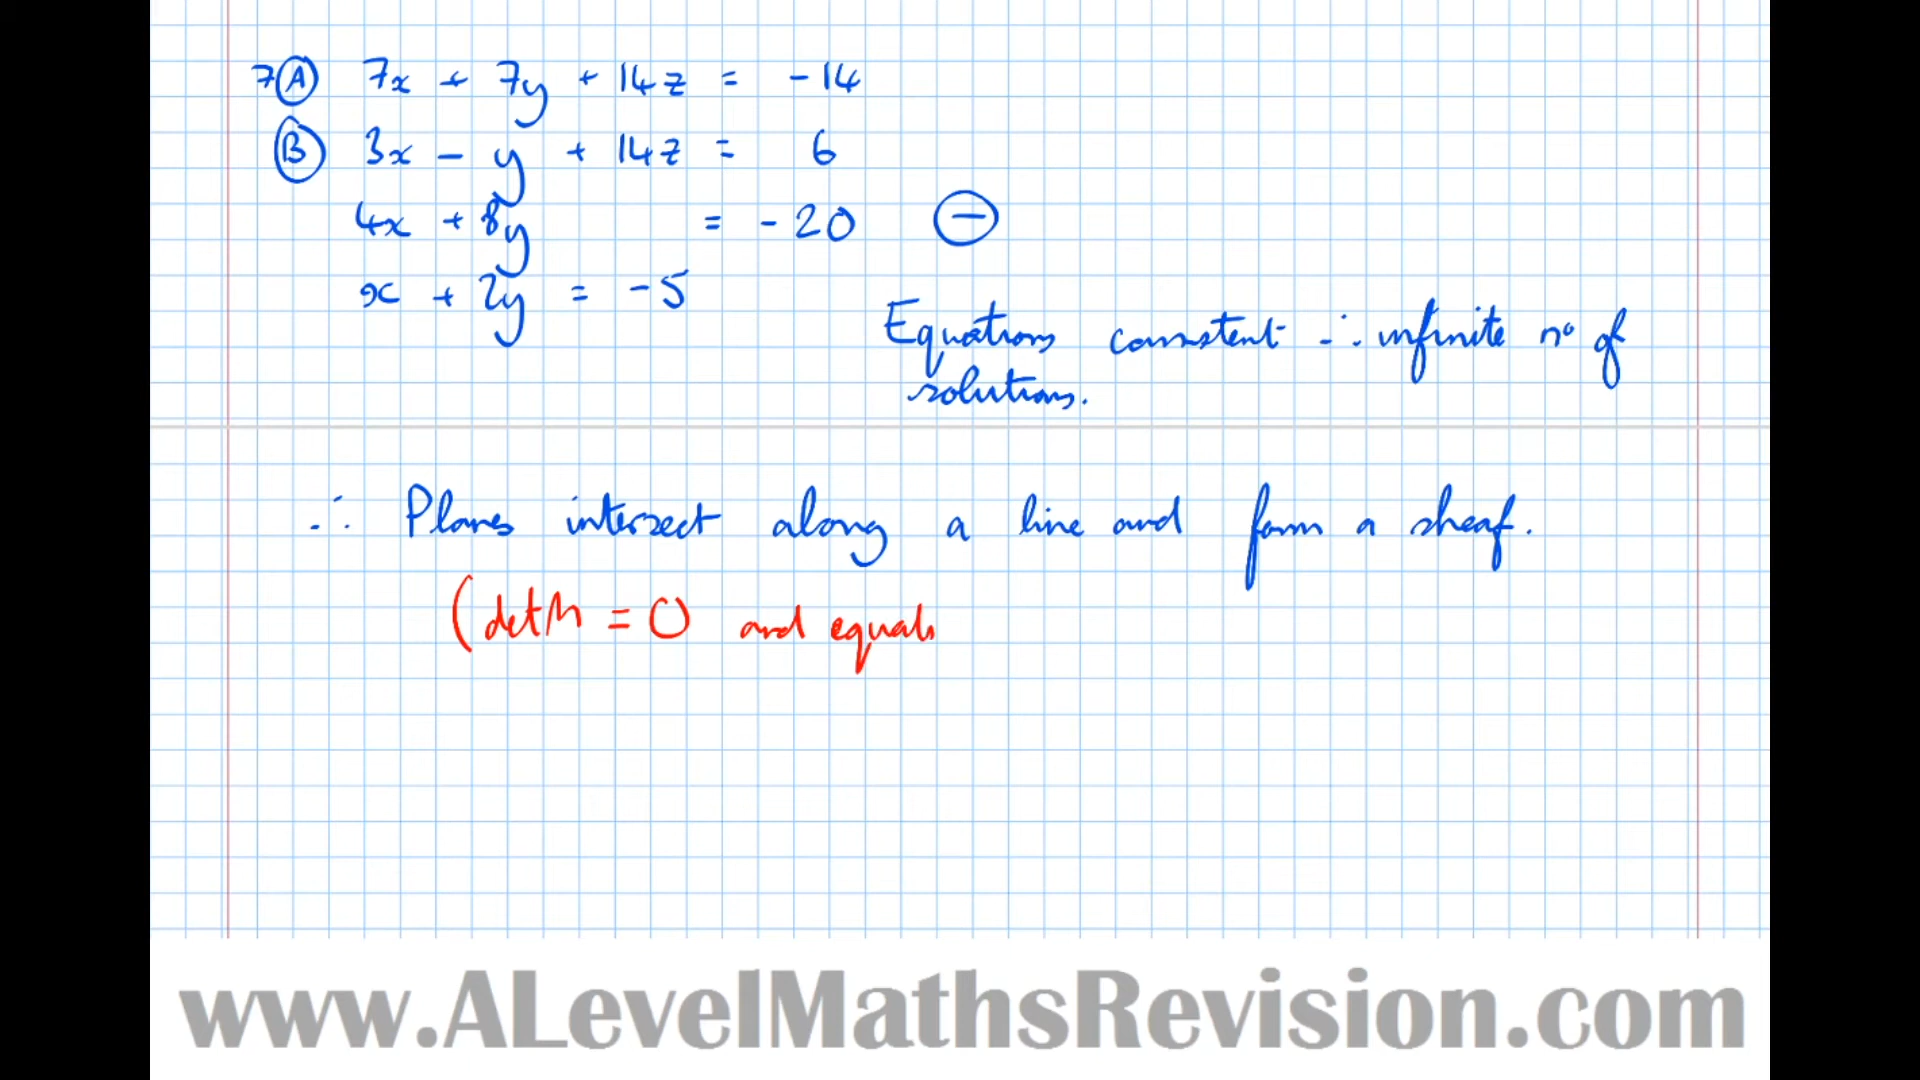 7(A) 7x + 7y + 14z = -14
(B) 3x - y + 14z = 6
4x + 8y = -20 (-)
x + 2y = -5
Equations consistent ∴ infinite no of
solutions.
∴ Planes intersect along a line and form a sheaf.
(det M = 0 and equati
www.ALevelMathsRevision.com